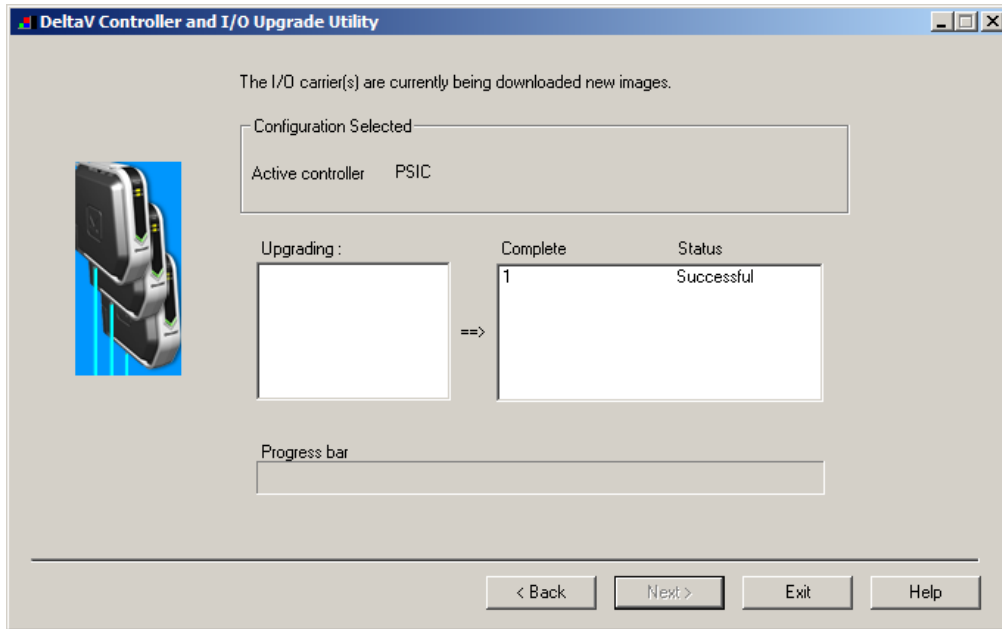 DeltaV Controller and I/O Upgrade Utility
The I/O carrier(s) are currently being downloaded new images.
Configuration Selected
Active controller PSIC
Upgrading :
Complete Status
1 Successful
==>
Progress bar
< Back Next > Exit Help